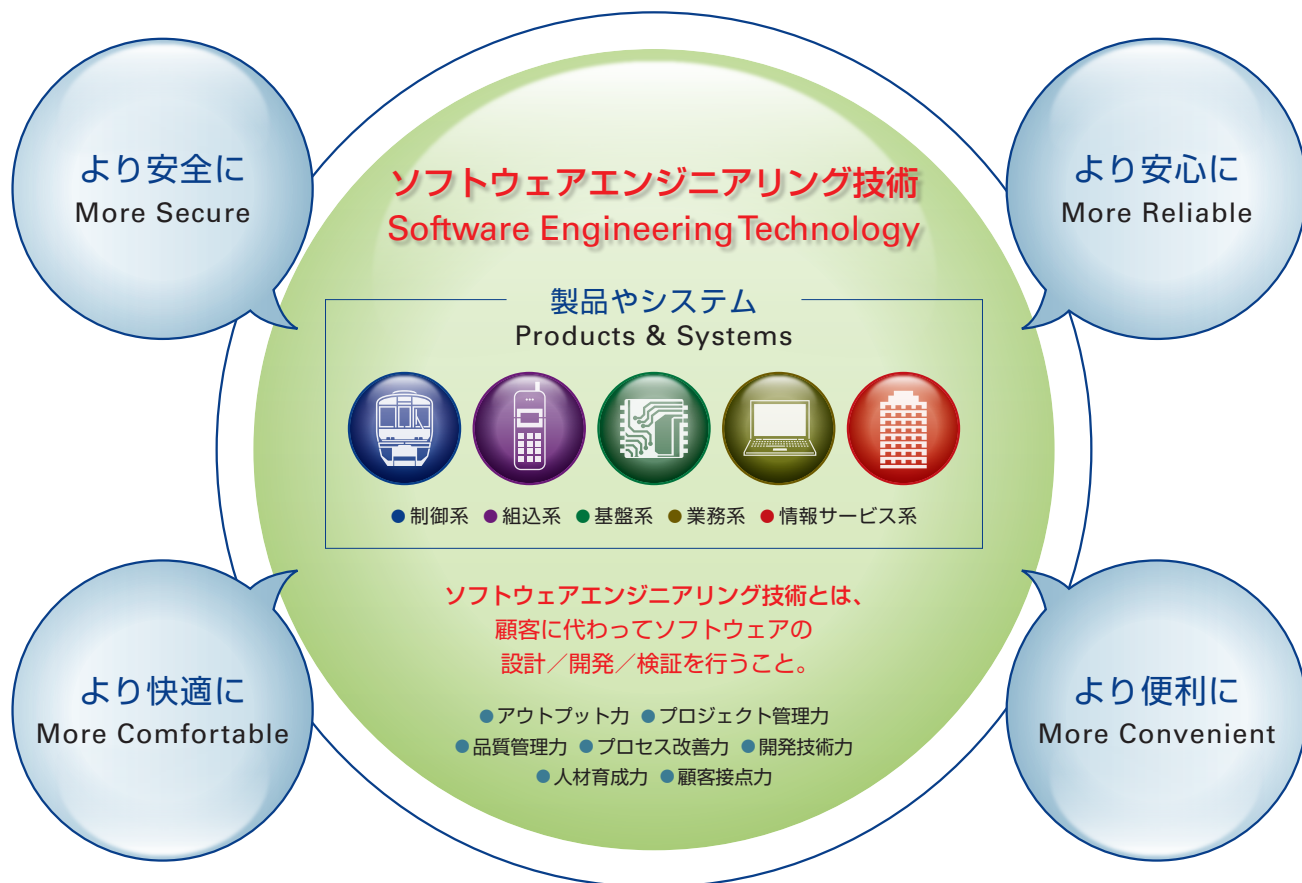 より安全に
More Secure
より安心に
More Reliable
ソフトウェアエンジニアリング技術
Software Engineering Technology
製品やシステム
Products & Systems
●制御系 ●組込系 ●基盤系 ●業務系 ●情報サービス系
ソフトウェアエンジニアリング技術とは、
顧客に代わってソフトウェアの
設計／開発／検証を行うこと。
●アウトプット力 ●プロジェクト管理力
●品質管理力 ●プロセス改善力 ●開発技術力
●人材育成力 ●顧客接点力
より快適に
More Comfortable
より便利に
More Convenient